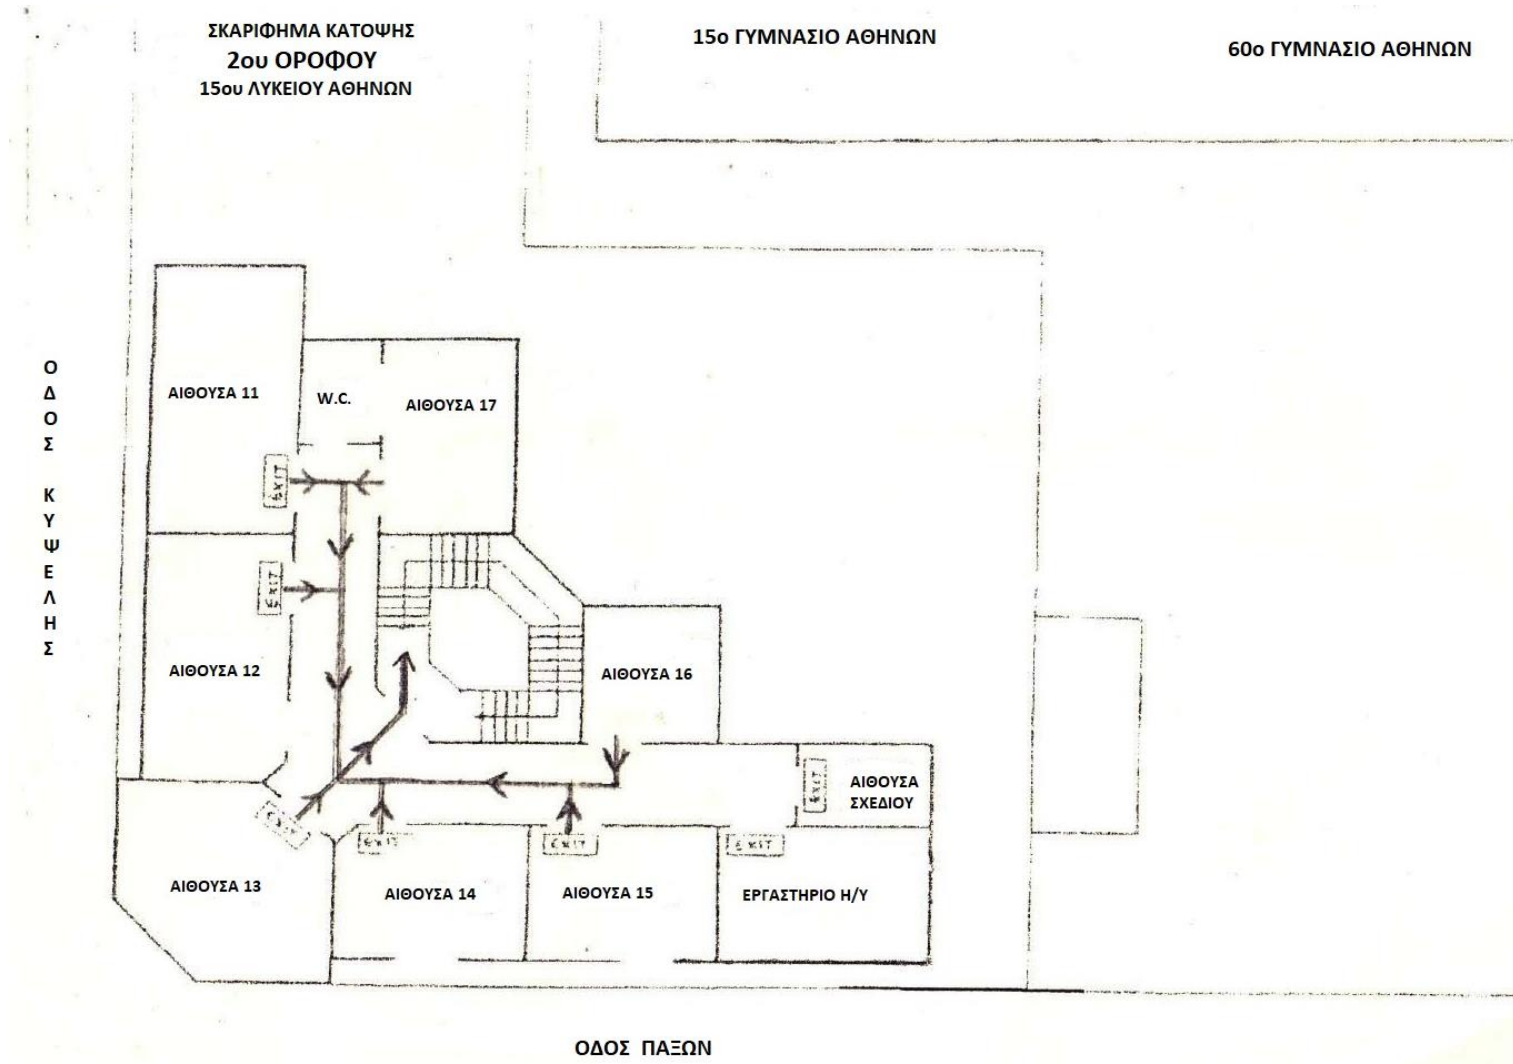 ΣΚΑΡΙΦΗΜΑ ΚΑΤΟΨΗΣ
2ου ΟΡΟΦΟΥ
15ου ΛΥΚΕΙΟΥ ΑΘΗΝΩΝ
15ο ΓΥΜΝΑΣΙΟ ΑΘΗΝΩΝ
60ο ΓΥΜΝΑΣΙΟ ΑΘΗΝΩΝ
ΟΔΟΣ ΚΥΨΕΛΗΣ
ΑΙΘΟΥΣΑ 11
W.C.
ΑΙΘΟΥΣΑ 17
EXIT
EXIT
ΑΙΘΟΥΣΑ 12
ΑΙΘΟΥΣΑ 16
EXIT
ΑΙΘΟΥΣΑ
ΣΧΕΔΙΟΥ
EXIT
EXIT
EXIT
EXIT
ΑΙΘΟΥΣΑ 13
ΑΙΘΟΥΣΑ 14
ΑΙΘΟΥΣΑ 15
ΕΡΓΑΣΤΗΡΙΟ Η/Υ
ΟΔΟΣ ΠΑΞΩΝ